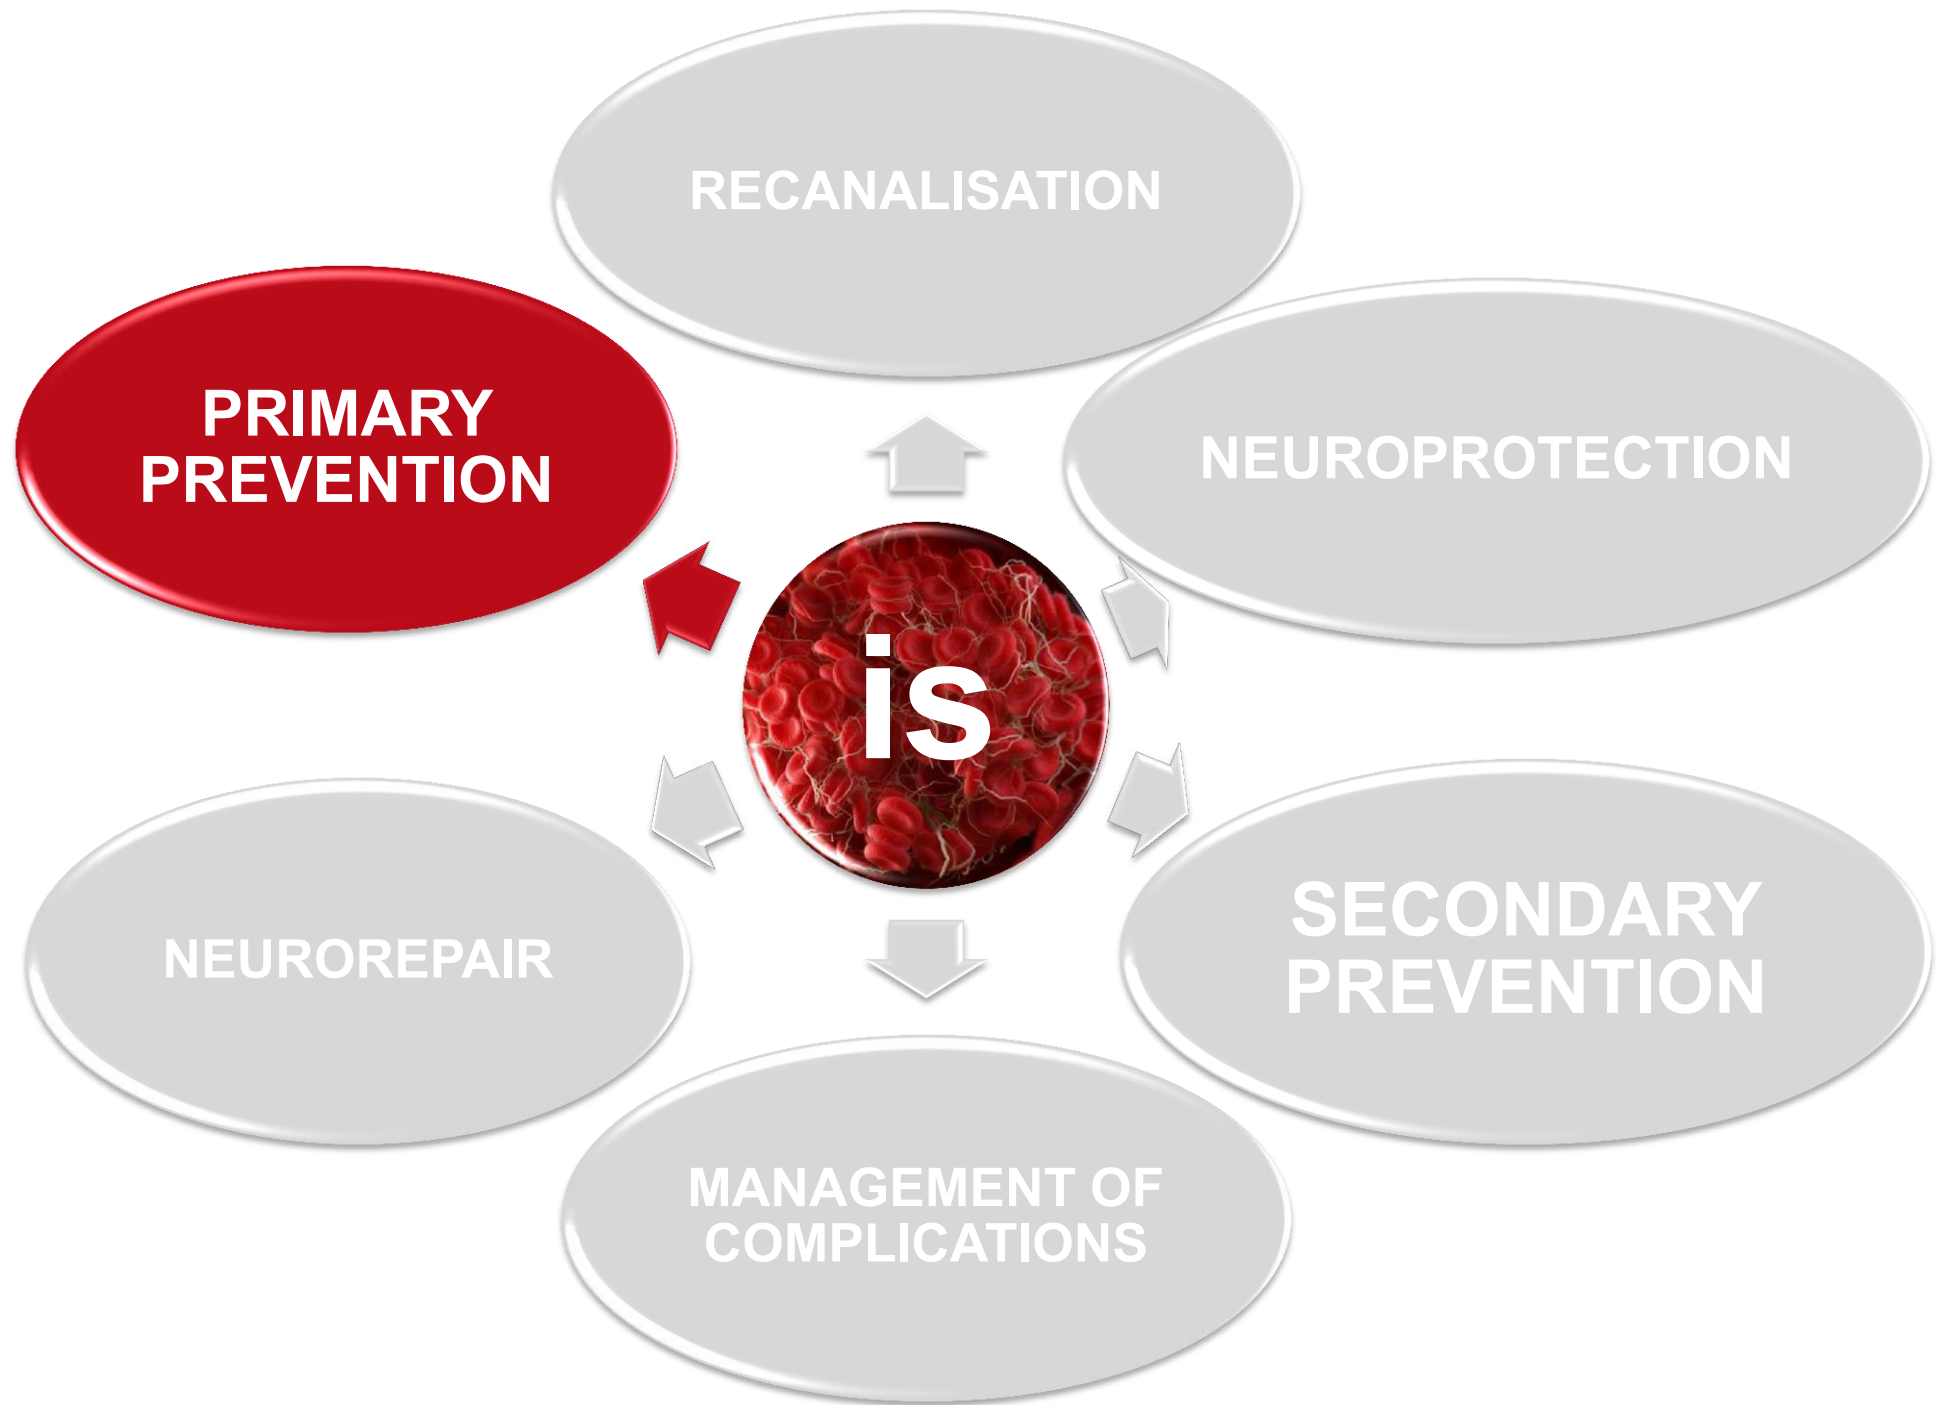 RECANALISATION
PRIMARY
PREVENTION
NEUROPROTECTION
is
NEUROREPAIR
SECONDARY
PREVENTION
MANAGEMENT OF
COMPLICATIONS